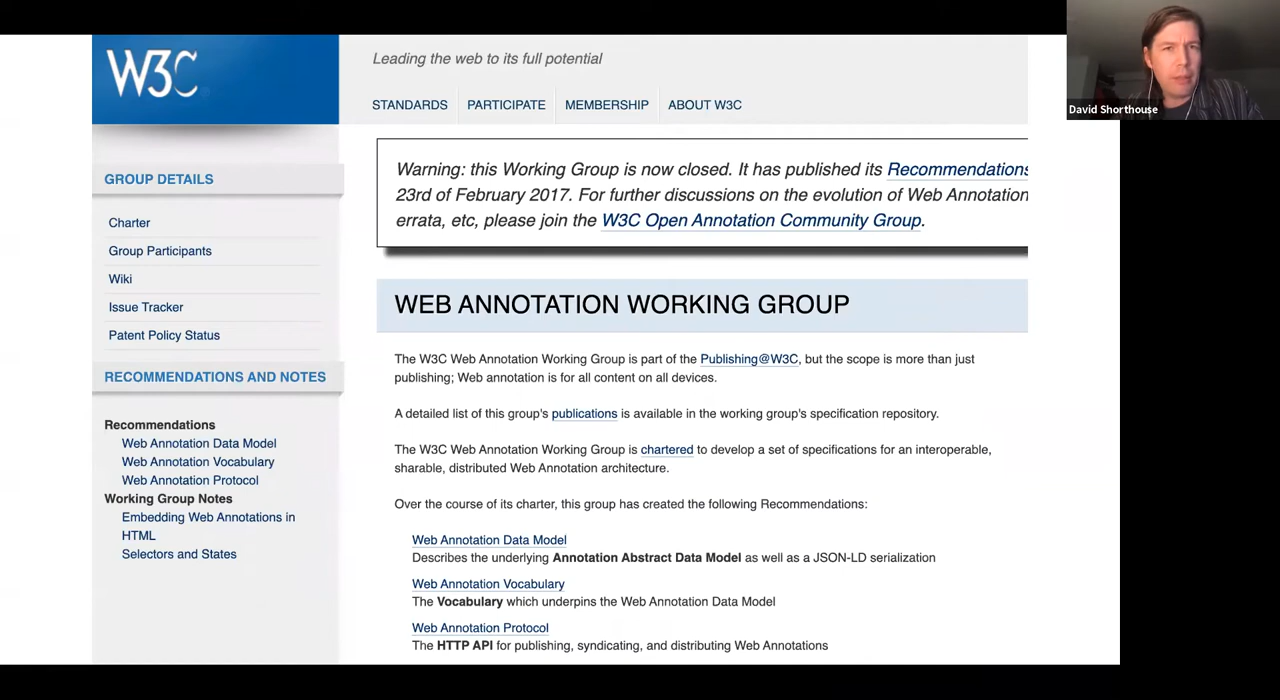 W3C
Leading the web to its full potential
STANDARDS PARTICIPATE MEMBERSHIP ABOUT W3C
David Shorthouse
GROUP DETAILS
Charter
Group Participants
Wiki
Issue Tracker
Patent Policy Status
RECOMMENDATIONS AND NOTES
Recommendations
Web Annotation Data Model
Web Annotation Vocabulary
Web Annotation Protocol
Working Group Notes
Embedding Web Annotations in
HTML
Selectors and States
Warning: this Working Group is now closed. It has published its Recommendations
23rd of February 2017. For further discussions on the evolution of Web Annotation
errata, etc, please join the W3C Open Annotation Community Group.
WEB ANNOTATION WORKING GROUP
The W3C Web Annotation Working Group is part of the Publishing@W3C, but the scope is more than just
publishing; Web annotation is for all content on all devices.
A detailed list of this group's publications is available in the working group's specification repository.
The W3C Web Annotation Working Group is chartered to develop a set of specifications for an interoperable,
sharable, distributed Web Annotation architecture.
Over the course of its charter, this group has created the following Recommendations:
Web Annotation Data Model
Describes the underlying Annotation Abstract Data Model as well as a JSON-LD serialization
Web Annotation Vocabulary
The Vocabulary which underpins the Web Annotation Data Model
Web Annotation Protocol
The HTTP API for publishing, syndicating, and distributing Web Annotations